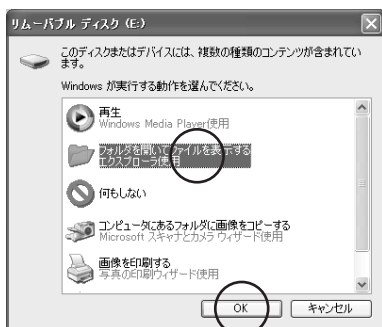 リムーバブル ディスク (E:)
このディスクまたはデバイスには、複数の種類のコンテンツが含まれてい
ます。
Windows が実行する動作を選んでください。
再生
Windows Media Player使用
フォルダを開いてファイルを表示する
エクスプローラ使用
何もしない
コンピュータにあるフォルダに画像をコピーする
Microsoft スキャナとカメラ ウィザード使用
画像を印刷する
写真の印刷ウィザード使用
OK
キャンセル